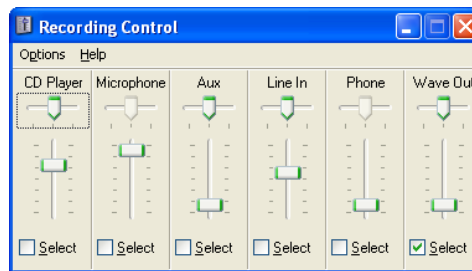 Recording Control
Options Help
CD Player Microphone Aux Line In Phone Wave Out
Select Select Select Select Select Select